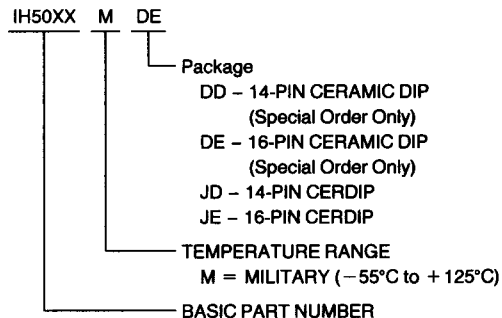 IH50XX M DE
Package
DD – 14-PIN CERAMIC DIP
(Special Order Only)
DE – 16-PIN CERAMIC DIP
(Special Order Only)
JD – 14-PIN CERDIP
JE – 16-PIN CERDIP
TEMPERATURE RANGE
M = MILITARY (−55°C to +125°C)
BASIC PART NUMBER